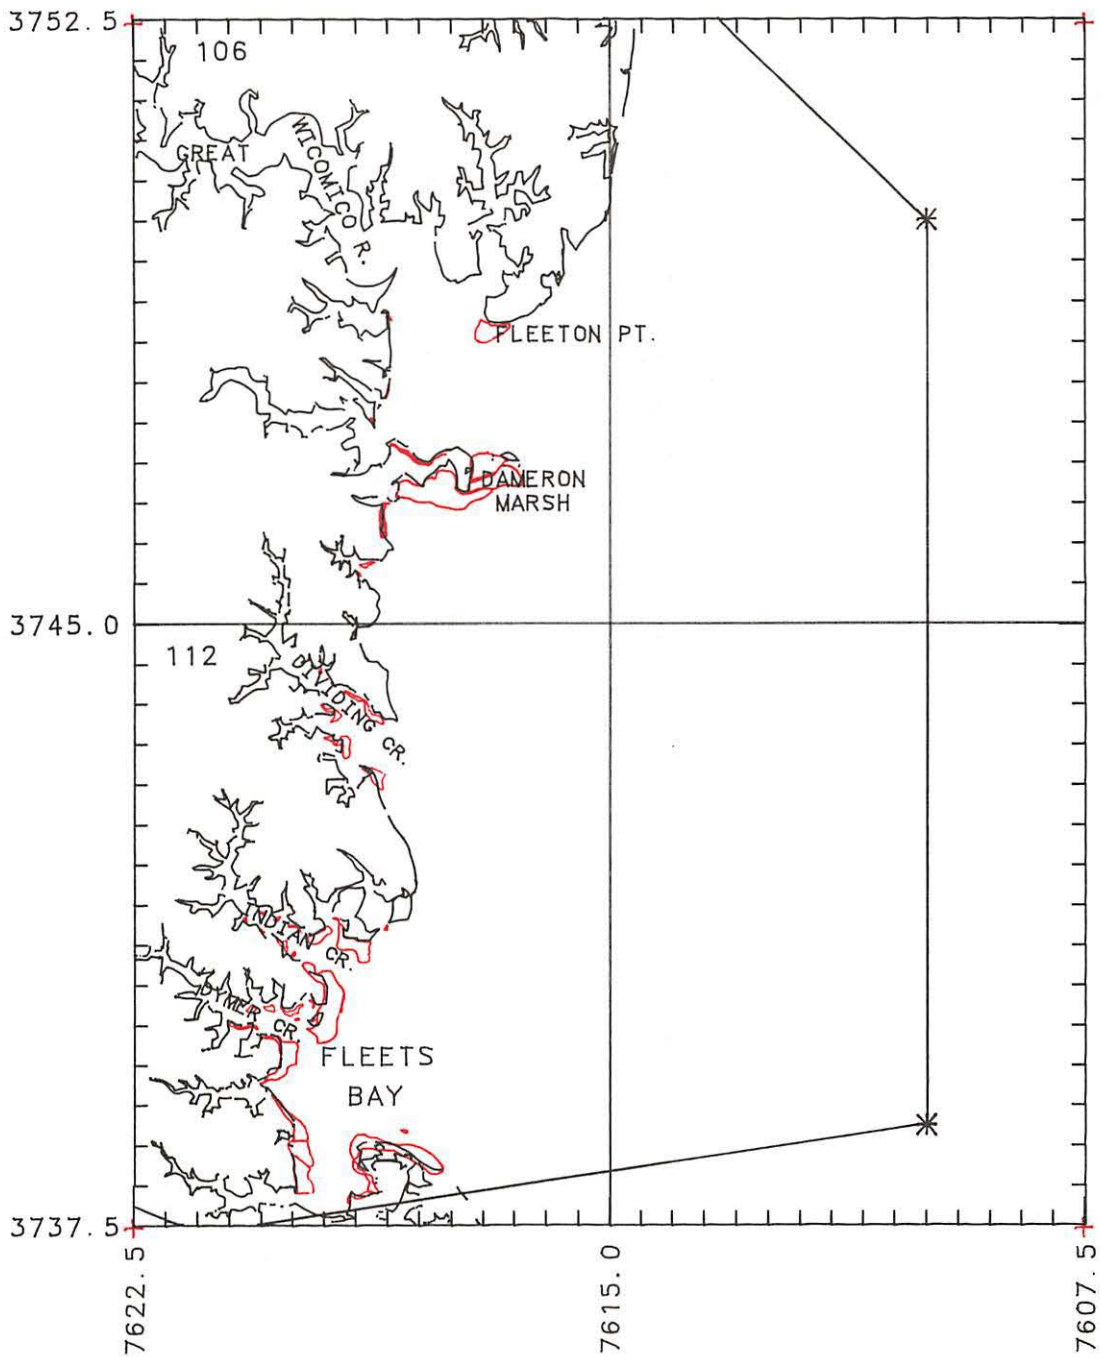 3752.5
106
GREAT
WICOMICO R.
FLEETON PT.
DAMERON
MARSH
3745.0
112
DIVIDING CR.
INDIAN
CR.
DYMER
CR.
FLEETS
BAY
3737.5
7622.5
7615.0
7607.5